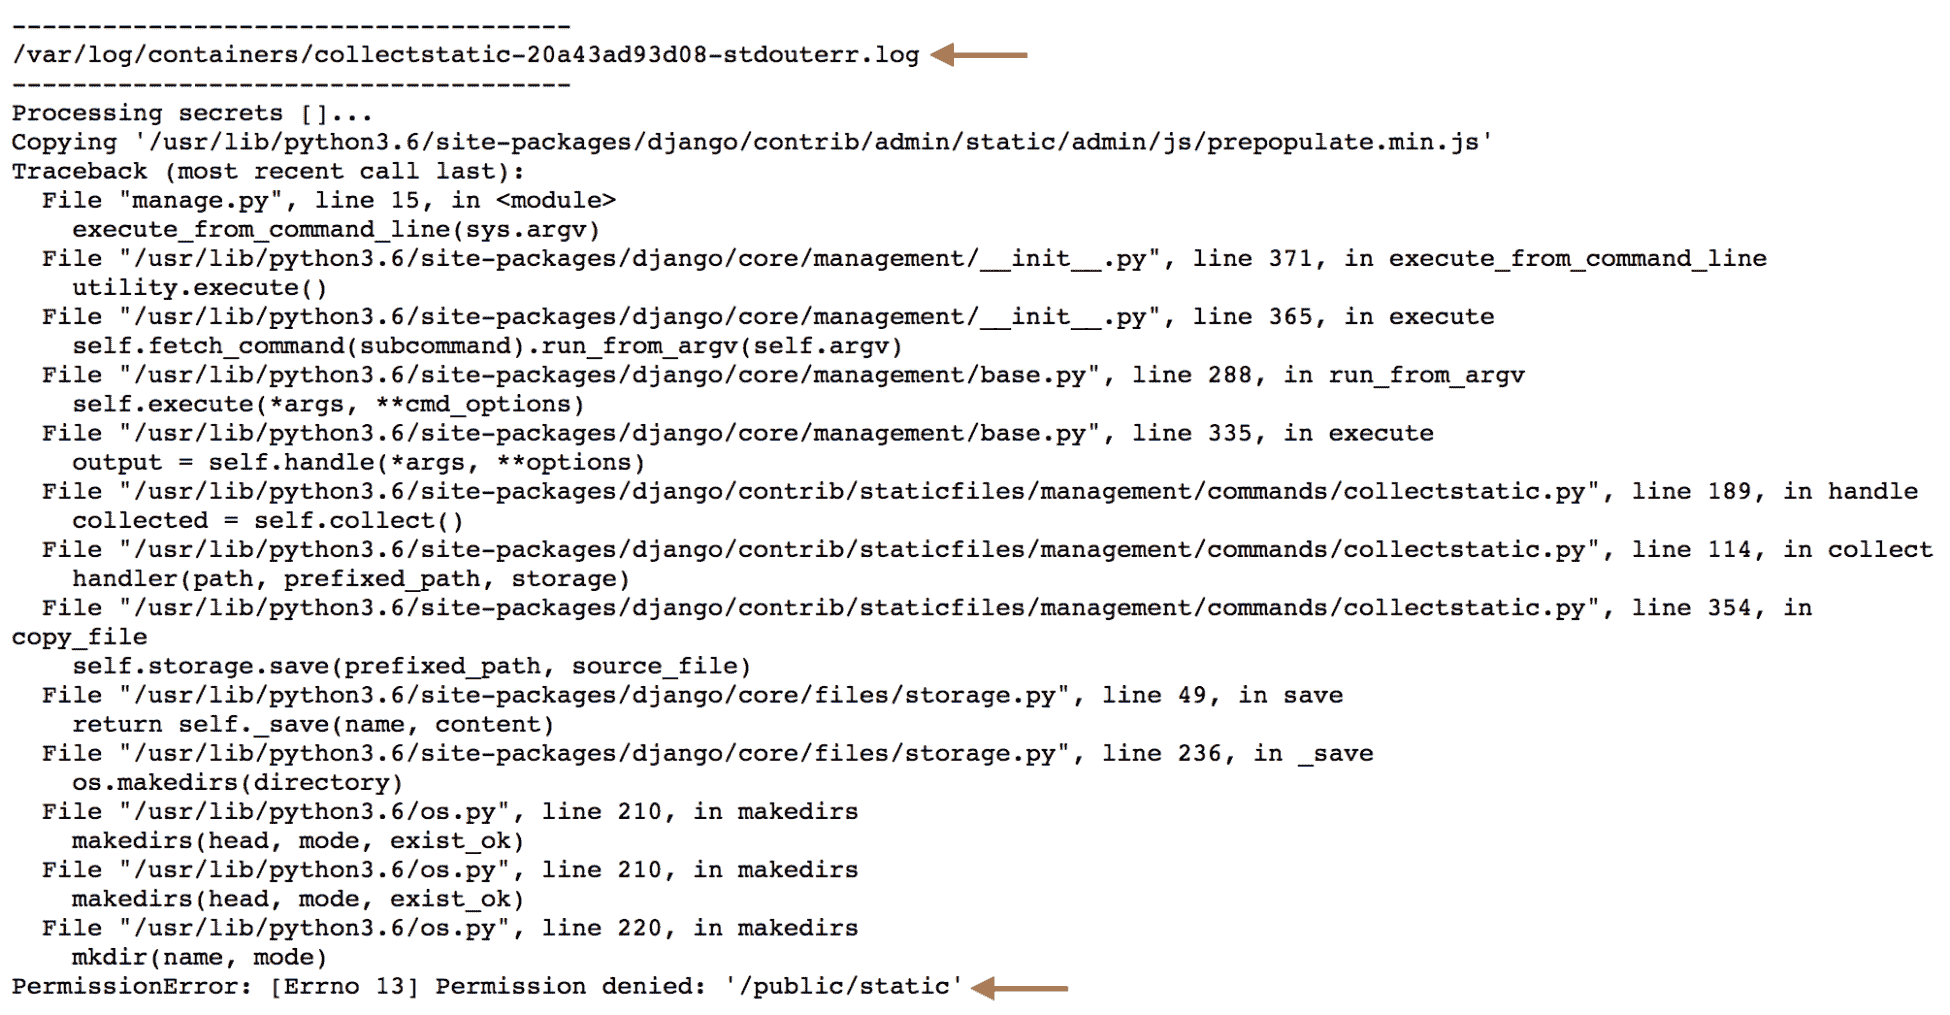 -------------------------------------
/var/log/containers/collectstatic-20a43ad93d08-stdouterr.log
-------------------------------------
Processing secrets []...
Copying '/usr/lib/python3.6/site-packages/django/contrib/admin/static/admin/js/prepopulate.min.js'
Traceback (most recent call last):
  File "manage.py", line 15, in <module>
    execute_from_command_line(sys.argv)
  File "/usr/lib/python3.6/site-packages/django/core/management/__init__.py", line 371, in execute_from_command_line
    utility.execute()
  File "/usr/lib/python3.6/site-packages/django/core/management/__init__.py", line 365, in execute
    self.fetch_command(subcommand).run_from_argv(self.argv)
  File "/usr/lib/python3.6/site-packages/django/core/management/base.py", line 288, in run_from_argv
    self.execute(*args, **cmd_options)
  File "/usr/lib/python3.6/site-packages/django/core/management/base.py", line 335, in execute
    output = self.handle(*args, **options)
  File "/usr/lib/python3.6/site-packages/django/contrib/staticfiles/management/commands/collectstatic.py", line 189, in handle
    collected = self.collect()
  File "/usr/lib/python3.6/site-packages/django/contrib/staticfiles/management/commands/collectstatic.py", line 114, in collect
    handler(path, prefixed_path, storage)
  File "/usr/lib/python3.6/site-packages/django/contrib/staticfiles/management/commands/collectstatic.py", line 354, in
copy_file
    self.storage.save(prefixed_path, source_file)
  File "/usr/lib/python3.6/site-packages/django/core/files/storage.py", line 49, in save
    return self._save(name, content)
  File "/usr/lib/python3.6/site-packages/django/core/files/storage.py", line 236, in _save
    os.makedirs(directory)
  File "/usr/lib/python3.6/os.py", line 210, in makedirs
    makedirs(head, mode, exist_ok)
  File "/usr/lib/python3.6/os.py", line 210, in makedirs
    makedirs(head, mode, exist_ok)
  File "/usr/lib/python3.6/os.py", line 220, in makedirs
    mkdir(name, mode)
PermissionError: [Errno 13] Permission denied: '/public/static'